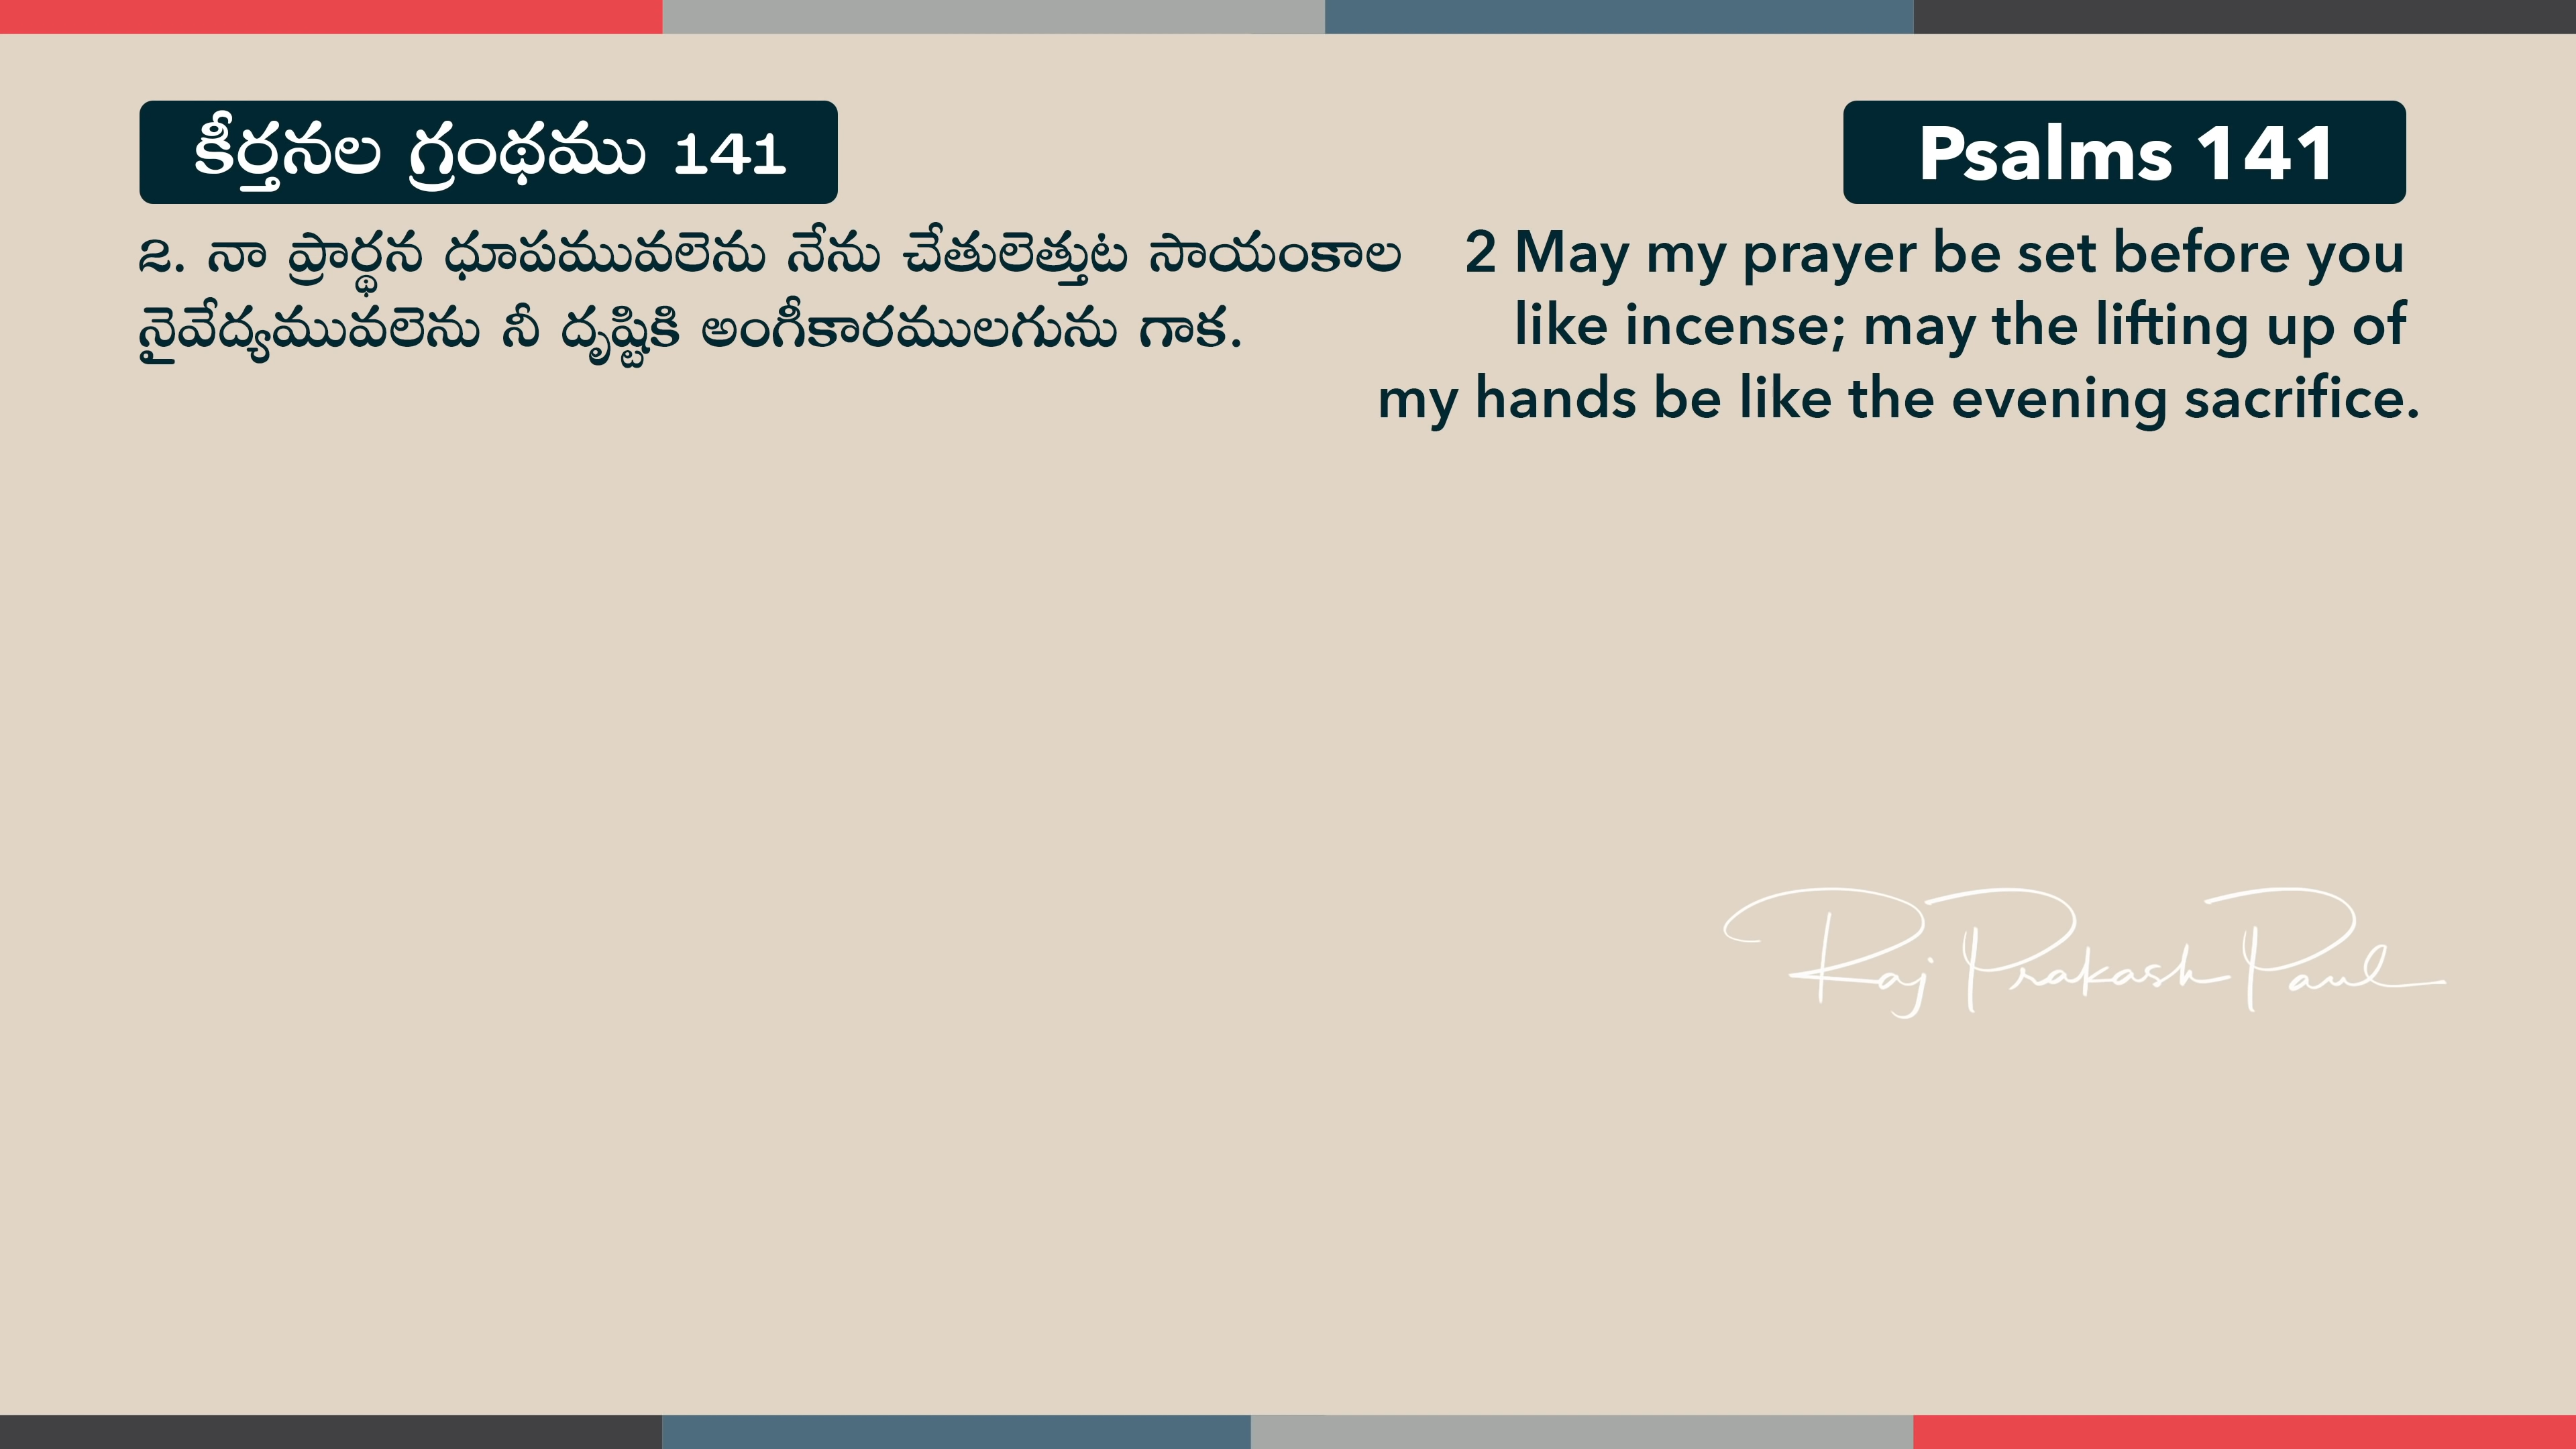 కీర్తనల గ్రంథము 141
౨. నా ప్రార్థన ధూపమువలెను నేను చేతులెత్తుట సాయంకాల
నైవేద్యమువలెను నీ దృష్టికి అంగీకారములగును గాక.
Psalms 141
2 May my prayer be set before you
like incense; may the lifting up of
my hands be like the evening sacrifice.
Raj Prakash Paul